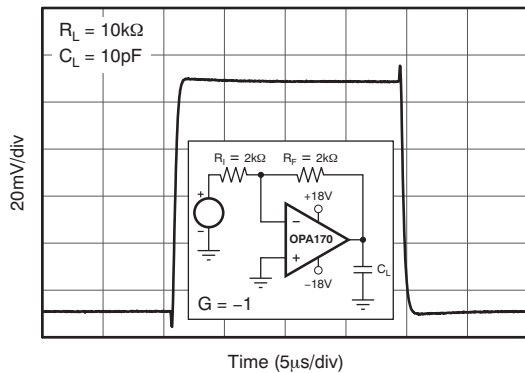 R_L = 10kΩ
C_L = 10pF
20mV/div
R_I = 2kΩ
R_F = 2kΩ
+
−
+18V
−
OPA170
+
−18V
C_L
G = −1
Time (5μs/div)